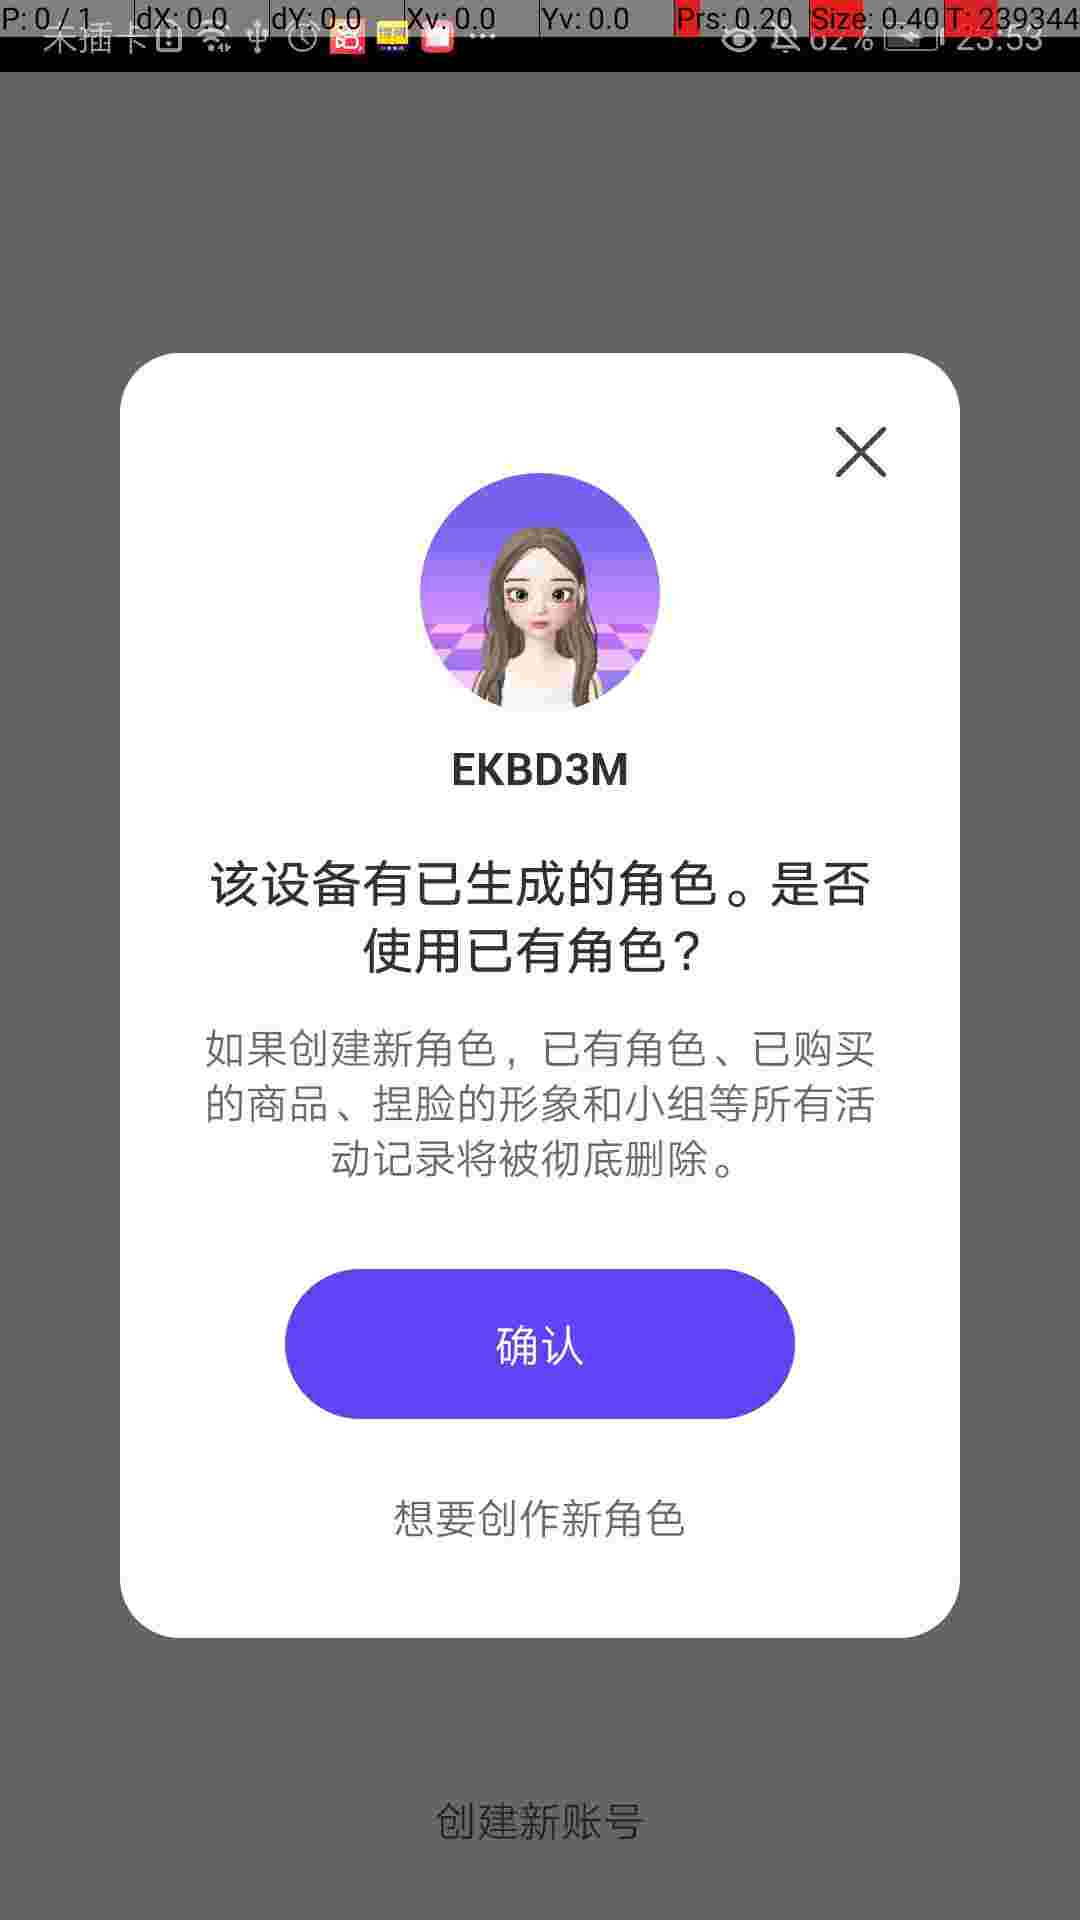 P: 0 / 1 dX: 0.0 dY: 0.0 Xv: 0.0 Yv: 0.0 Prs: 0.20 Size: 0.40 T: 239344
未插卡 62% 23:53
EKBD3M
该设备有已生成的角色。是否
使用已有角色？
如果创建新角色，已有角色、已购买
的商品、捏脸的形象和小组等所有活
动记录将被彻底删除。
确认
想要创作新角色
创建新账号